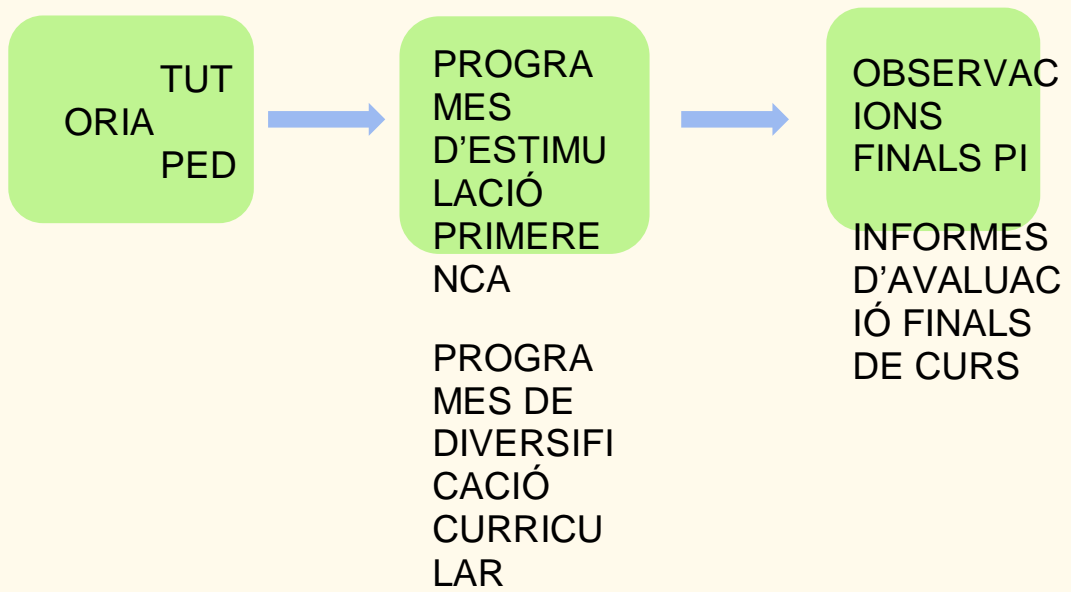 TUT
ORIA
PED
PROGRA
MES
D’ESTIMU
LACIÓ
PRIMERE
NCA
PROGRA
MES DE
DIVERSIFI
CACIÓ
CURRICU
LAR
OBSERVAC
IONS
FINALS PI
INFORMES
D’AVALUAC
IÓ FINALS
DE CURS